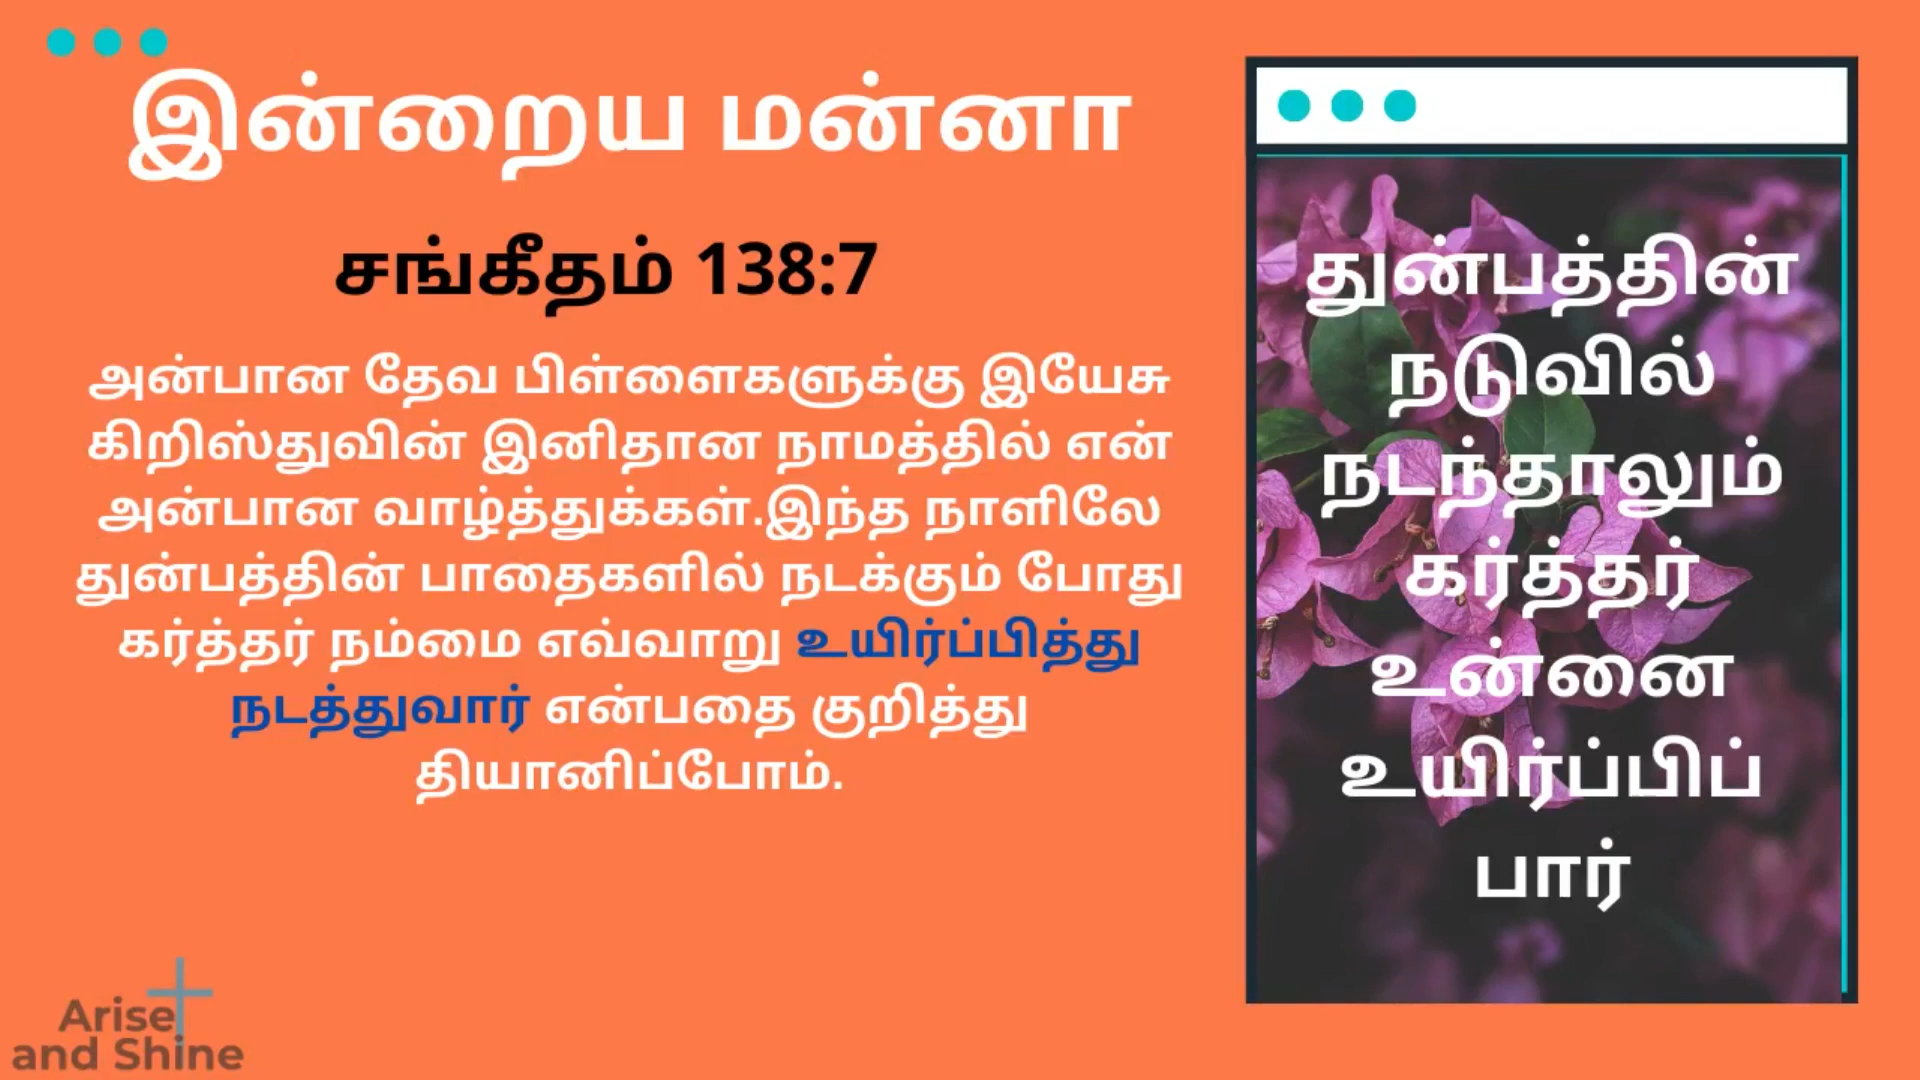 இன்றைய மன்னா
சங்கீதம் 138:7
அன்பான தேவ பிள்ளைகளுக்கு இயேசு
கிறிஸ்துவின் இனிதான நாமத்தில் என்
அன்பான வாழ்த்துக்கள்.இந்த நாளிலே
துன்பத்தின் பாதைகளில் நடக்கும் போது
கர்த்தர் நம்மை எவ்வாறு உயிர்ப்பித்து
நடத்துவார் என்பதை குறித்து
தியானிப்போம்.
துன்பத்தின்
நடுவில்
நடந்தாலும்
கர்த்தர்
உன்னை
உயிர்ப்பிப்
பார்
Arise
and Shine